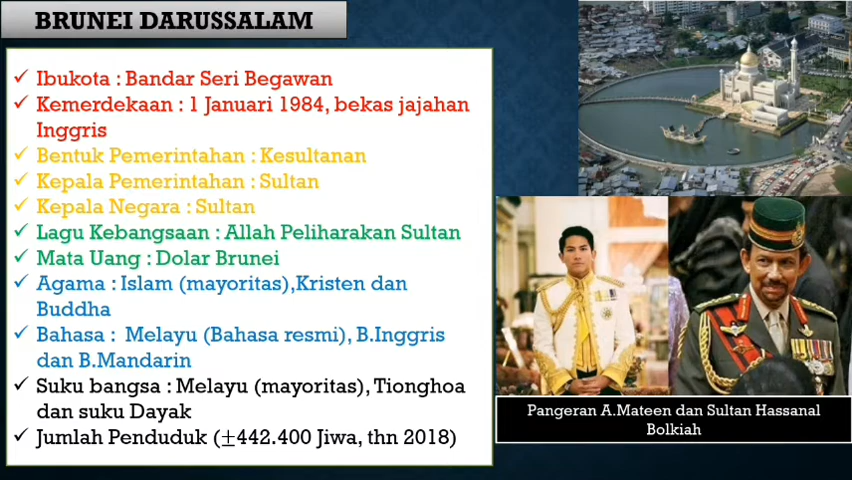 BRUNEI DARUSSALAM
✓ Ibukota : Bandar Seri Begawan
✓ Kemerdekaan : 1 Januari 1984, bekas jajahan
Inggris
✓ Bentuk Pemerintahan : Kesultanan
✓ Kepala Pemerintahan : Sultan
✓ Kepala Negara : Sultan
✓ Lagu Kebangsaan : Allah Peliharakan Sultan
✓ Mata Uang : Dolar Brunei
✓ Agama : Islam (mayoritas),Kristen dan
Buddha
✓ Bahasa : Melayu (Bahasa resmi), B.Inggris
dan B.Mandarin
✓ Suku bangsa : Melayu (mayoritas), Tionghoa
dan suku Dayak
✓ Jumlah Penduduk (±442.400 Jiwa, thn 2018)
Pangeran A.Mateen dan Sultan Hassanal
Bolkiah